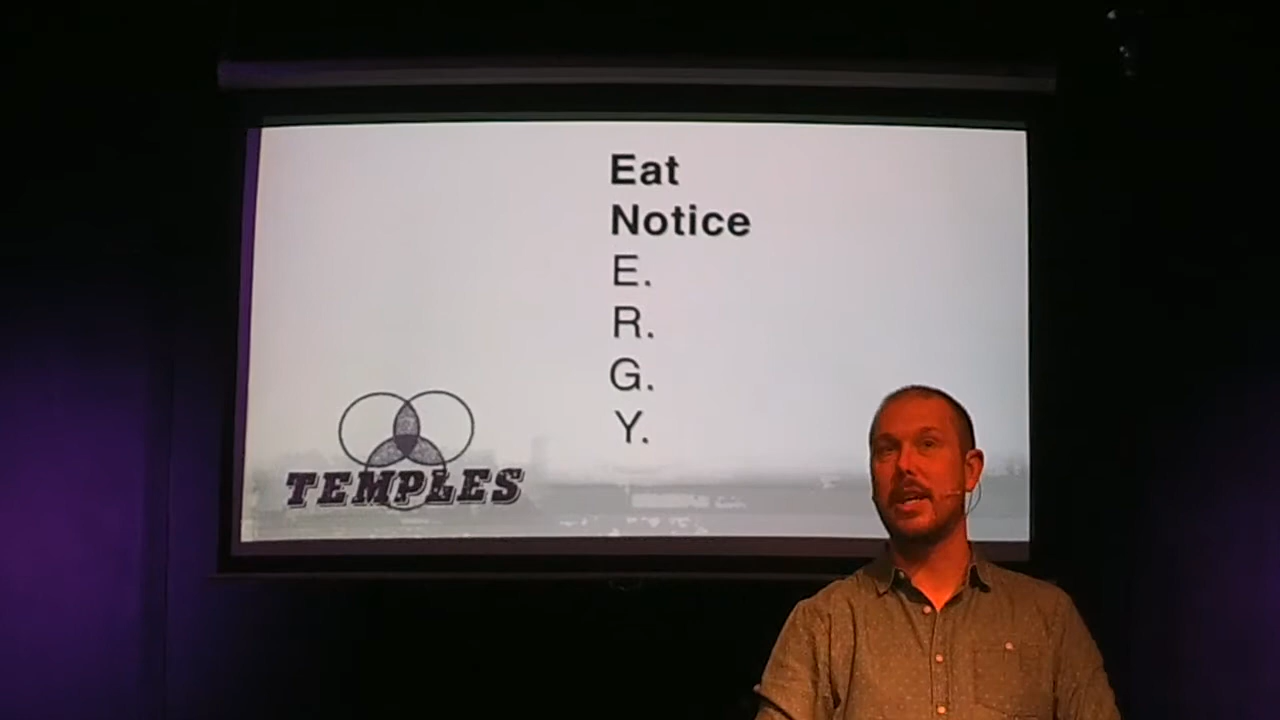 Eat
Notice
E.
R.
G.
Y.
TEMPLES